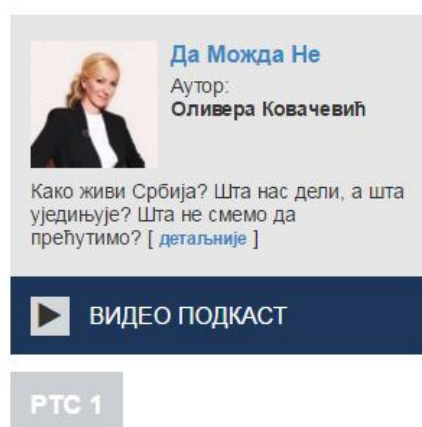 Да Можда Не
Аутор:
Оливера Ковачевић
Како живи Србија? Шта нас дели, а шта
уједињује? Шта не смемо да
прећутимо? [ детаљније ]
ВИДЕО ПОДКАСТ
РТС 1